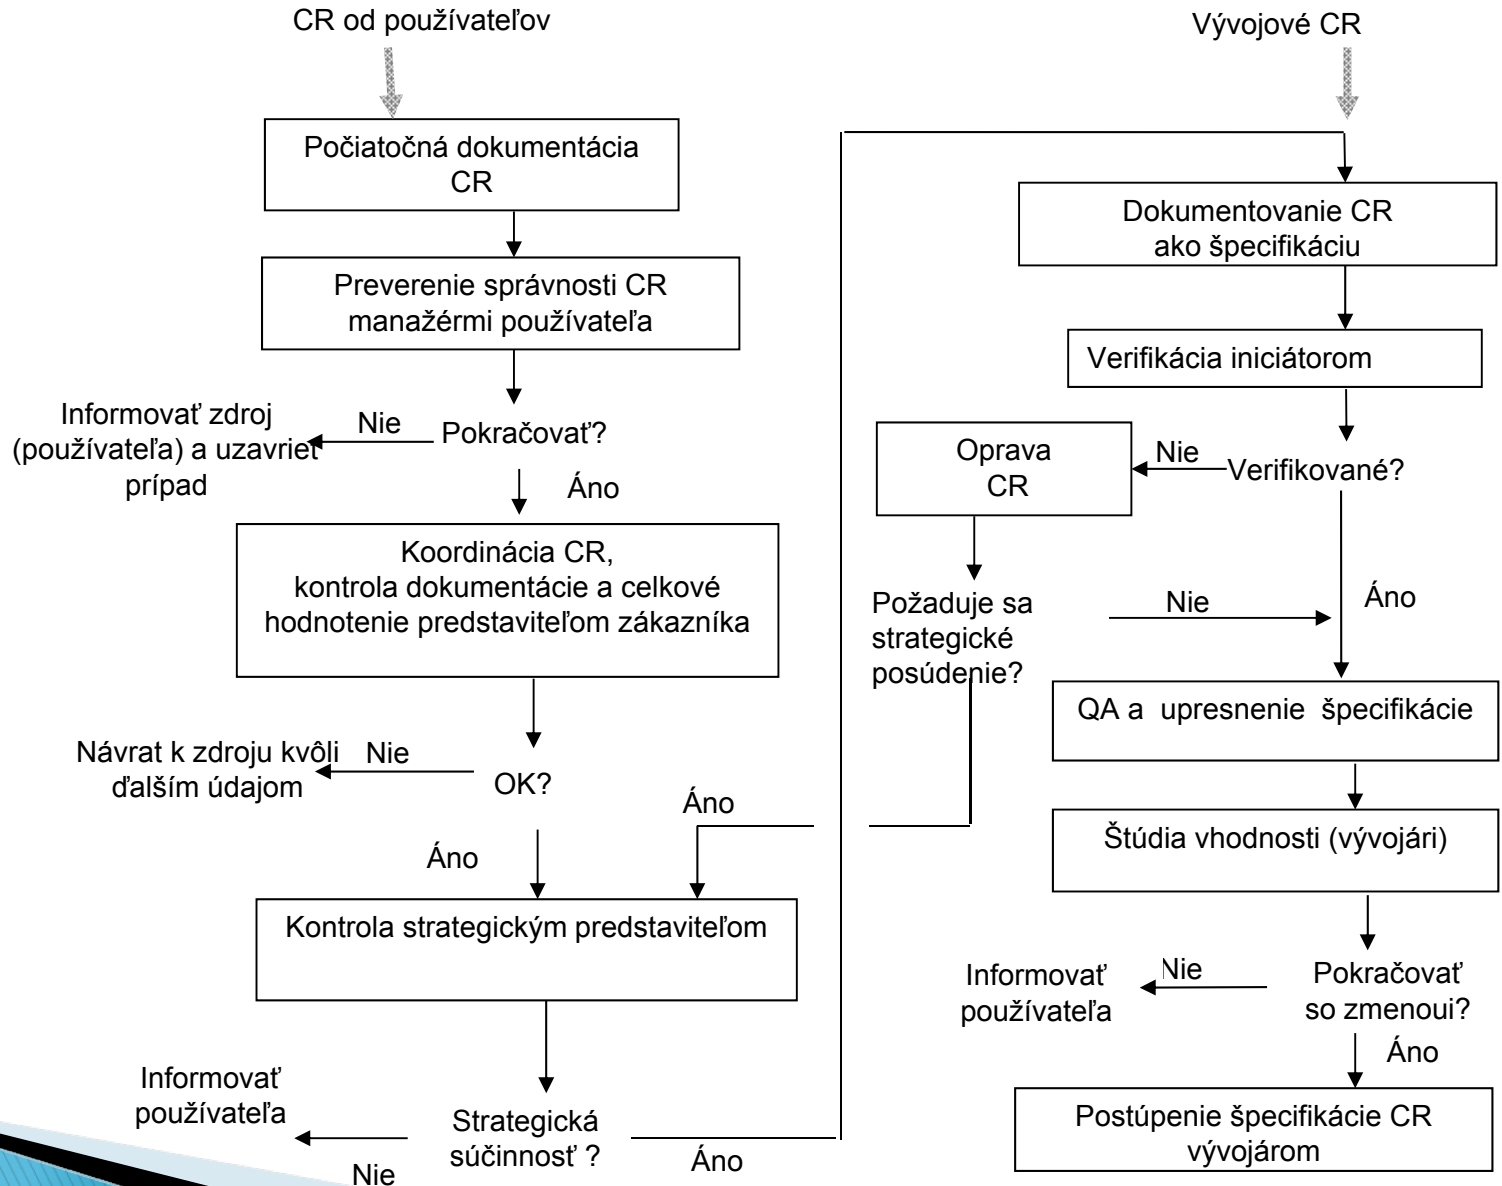 CR od používateľov
Počiatočná dokumentácia
CR
Preverenie správnosti CR
manažérmi používateľa
Pokračovať?
Nie
Informovať zdroj
(používateľa) a uzavrieť
prípad
Áno
Koordinácia CR,
kontrola dokumentácie a celkové
hodnotenie predstaviteľom zákazníka
OK?
Nie
Návrat k zdroju kvôli
ďalším údajom
Áno
Áno
Kontrola strategickým predstaviteľom
Strategická
súčinnosť ?
Informovať
používateľa
Nie
Áno
Vývojové CR
Dokumentovanie CR
ako špecifikáciu
Verifikácia iniciátorom
Verifikované?
Nie
Oprava
CR
Požaduje sa
strategické
posúdenie?
Nie
Áno
QA a upresnenie špecifikácie
Štúdia vhodnosti (vývojári)
Pokračovať
so zmenoui?
Nie
Informovať
používateľa
Áno
Postúpenie špecifikácie CR
vývojárom